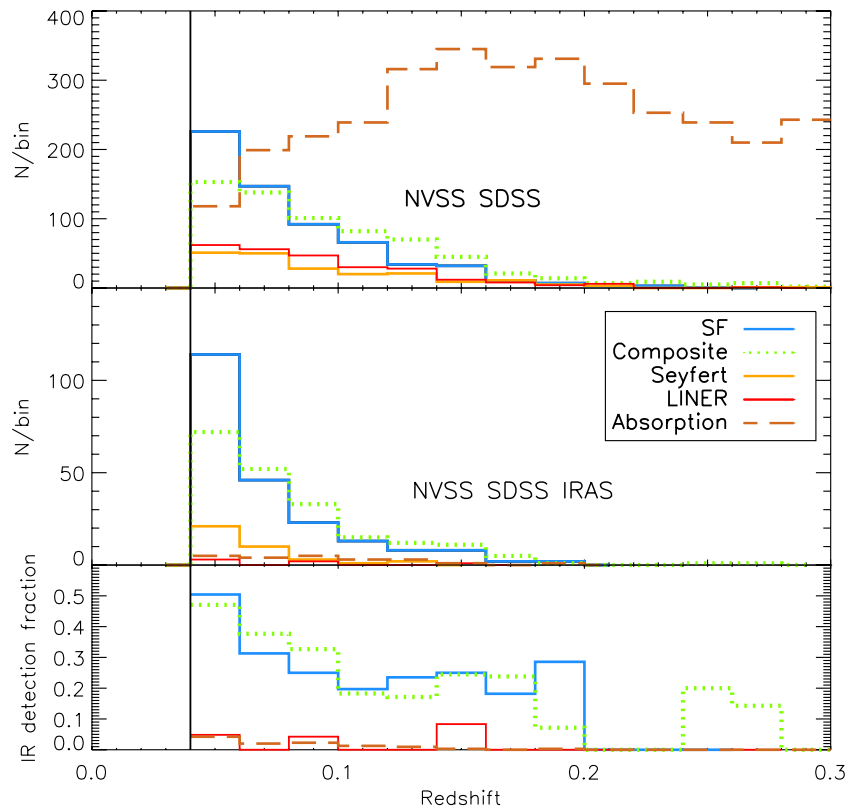 400
300
200
100
0
N/bin
NVSS SDSS
100
50
0
N/bin
SF
Composite
Seyfert
LINER
Absorption
NVSS SDSS IRAS
0.5
0.4
0.3
0.2
0.1
0.0
IR detection fraction
0.0
0.1
0.2
0.3
Redshift